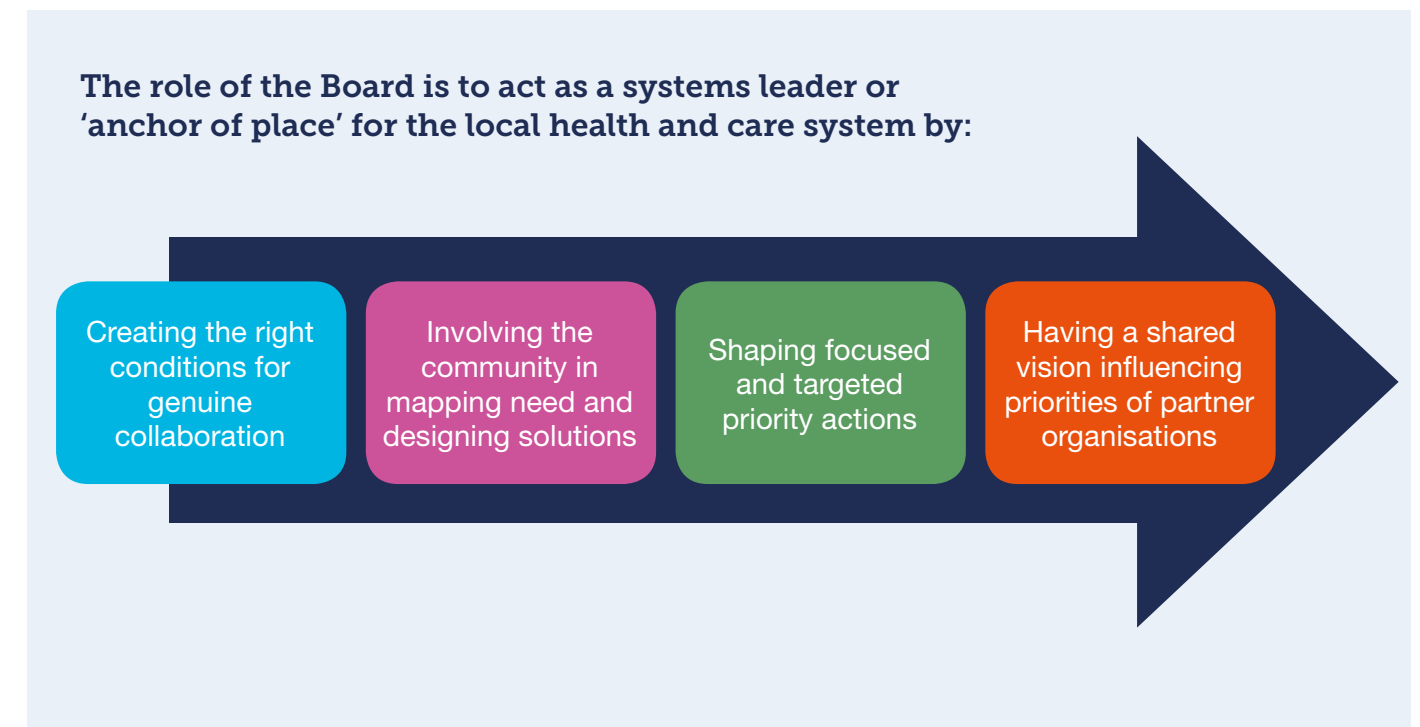 The role of the Board is to act as a systems leader or
‘anchor of place’ for the local health and care system by:
Creating the right
conditions for
genuine
collaboration
Involving the
community in
mapping need and
designing solutions
Shaping focused
and targeted
priority actions
Having a shared
vision influencing
priorities of partner
organisations